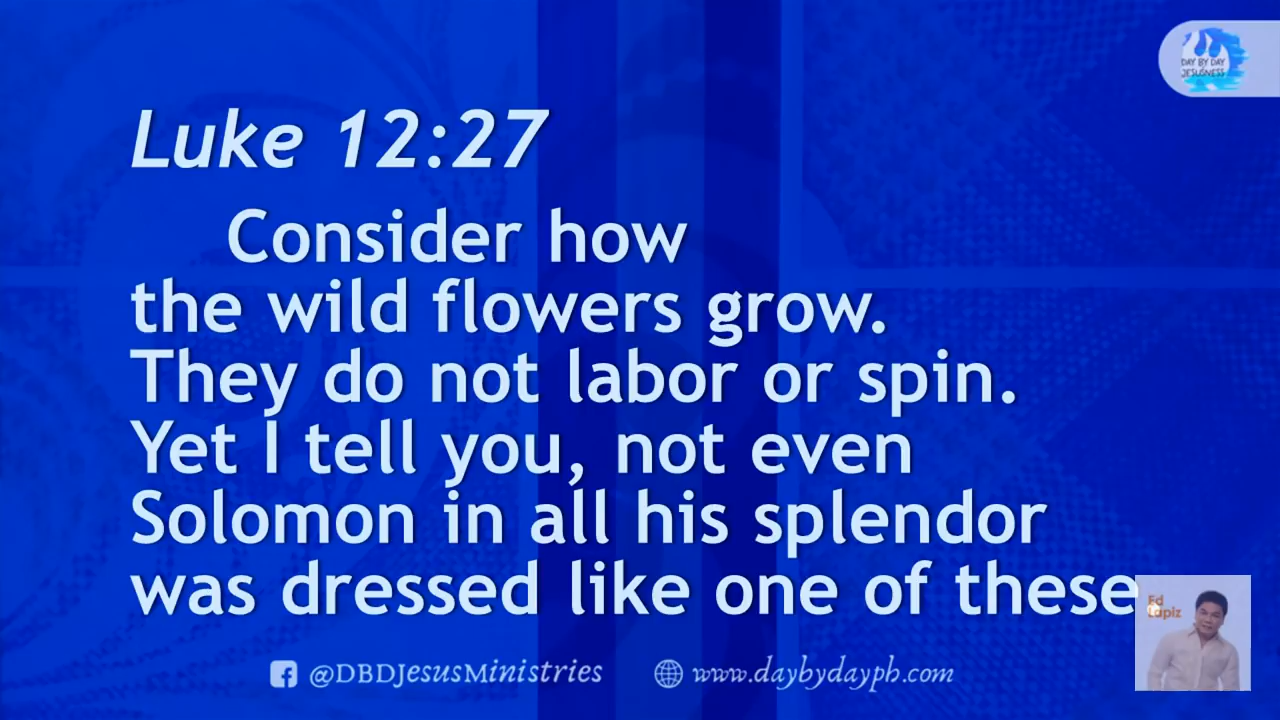 DAY BY DAY
JESUSNESS
Luke 12:27
Consider how
the wild flowers grow.
They do not labor or spin.
Yet I tell you, not even
Solomon in all his splendor
was dressed like one of these
Ed
Lapiz
@DBDJesusMinistries
www.daybydayph.com